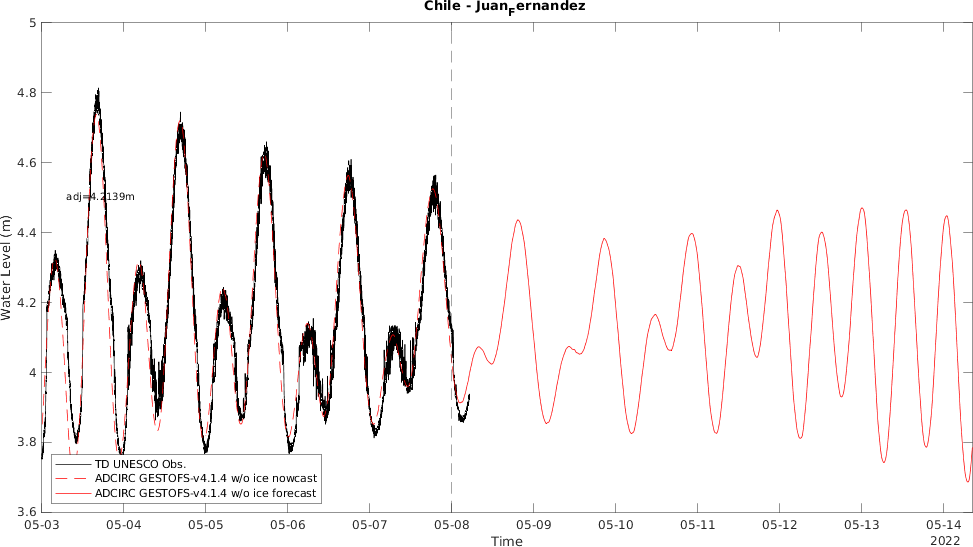 Chile - JuanFernandez
5
4.8
4.6
adj=4.2139m
4.4
4.2
4
3.8
3.6
Water Level (m)
TD UNESCO Obs.
ADCIRC GESTOFS-v4.1.4 w/o ice nowcast
ADCIRC GESTOFS-v4.1.4 w/o ice forecast
05-03 05-04 05-05 05-06 05-07 05-08 05-09 05-10 05-11 05-12 05-13 05-14
Time
2022